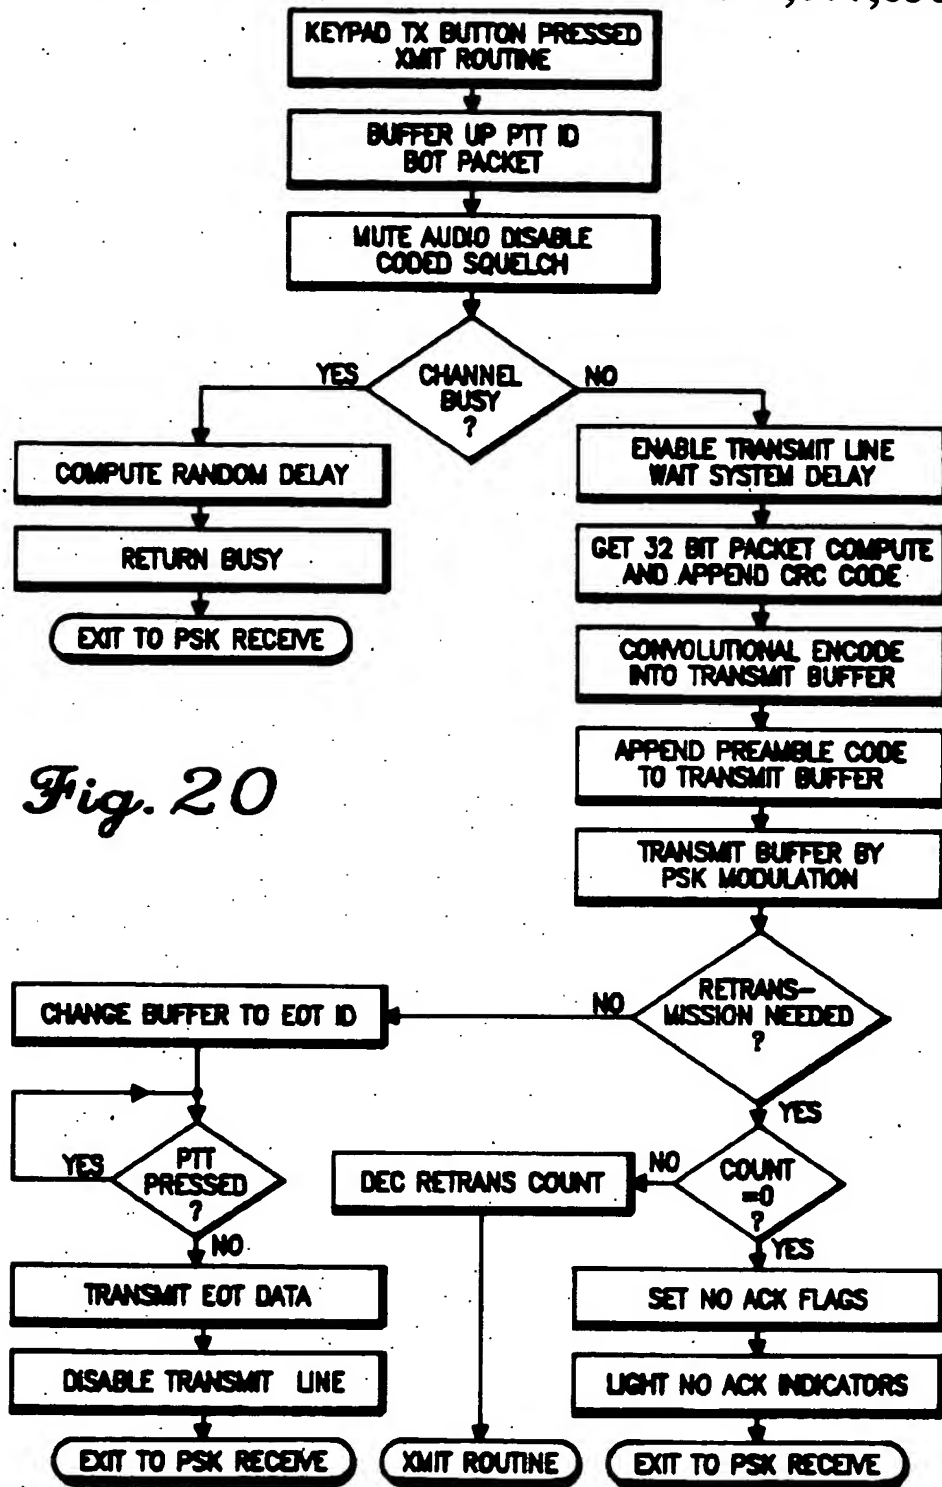 KEYPAD TX BUTTON PRESSED
XMIT ROUTINE
BUFFER UP PTT ID
BOT PACKET
MUTE AUDIO DISABLE
CODED SQUELCH
YES
CHANNEL
BUSY
?
NO
COMPUTE RANDOM DELAY
RETURN BUSY
EXIT TO PSK RECEIVE
ENABLE TRANSMIT LINE
WAIT SYSTEM DELAY
GET 32 BIT PACKET COMPUTE
AND APPEND CRC CODE
CONVOLUTIONAL ENCODE
INTO TRANSMIT BUFFER
APPEND PREAMBLE CODE
TO TRANSMIT BUFFER
TRANSMIT BUFFER BY
PSK MODULATION
Fig. 20
RETRANS-
MISSION NEEDED
?
NO
YES
CHANGE BUFFER TO EOT ID
YES
PTT
PRESSED
?
NO
TRANSMIT EOT DATA
DISABLE TRANSMIT LINE
EXIT TO PSK RECEIVE
COUNT
=0
?
NO
YES
DEC RETRANS COUNT
XMIT ROUTINE
SET NO ACK FLAGS
LIGHT NO ACK INDICATORS
EXIT TO PSK RECEIVE